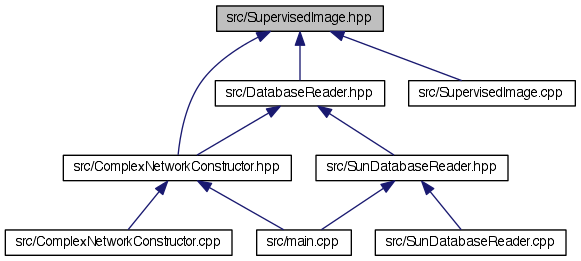 src/SupervisedImage.hpp
src/DatabaseReader.hpp
src/SupervisedImage.cpp
src/ComplexNetworkConstructor.hpp
src/SunDatabaseReader.hpp
src/ComplexNetworkConstructor.cpp
src/main.cpp
src/SunDatabaseReader.cpp